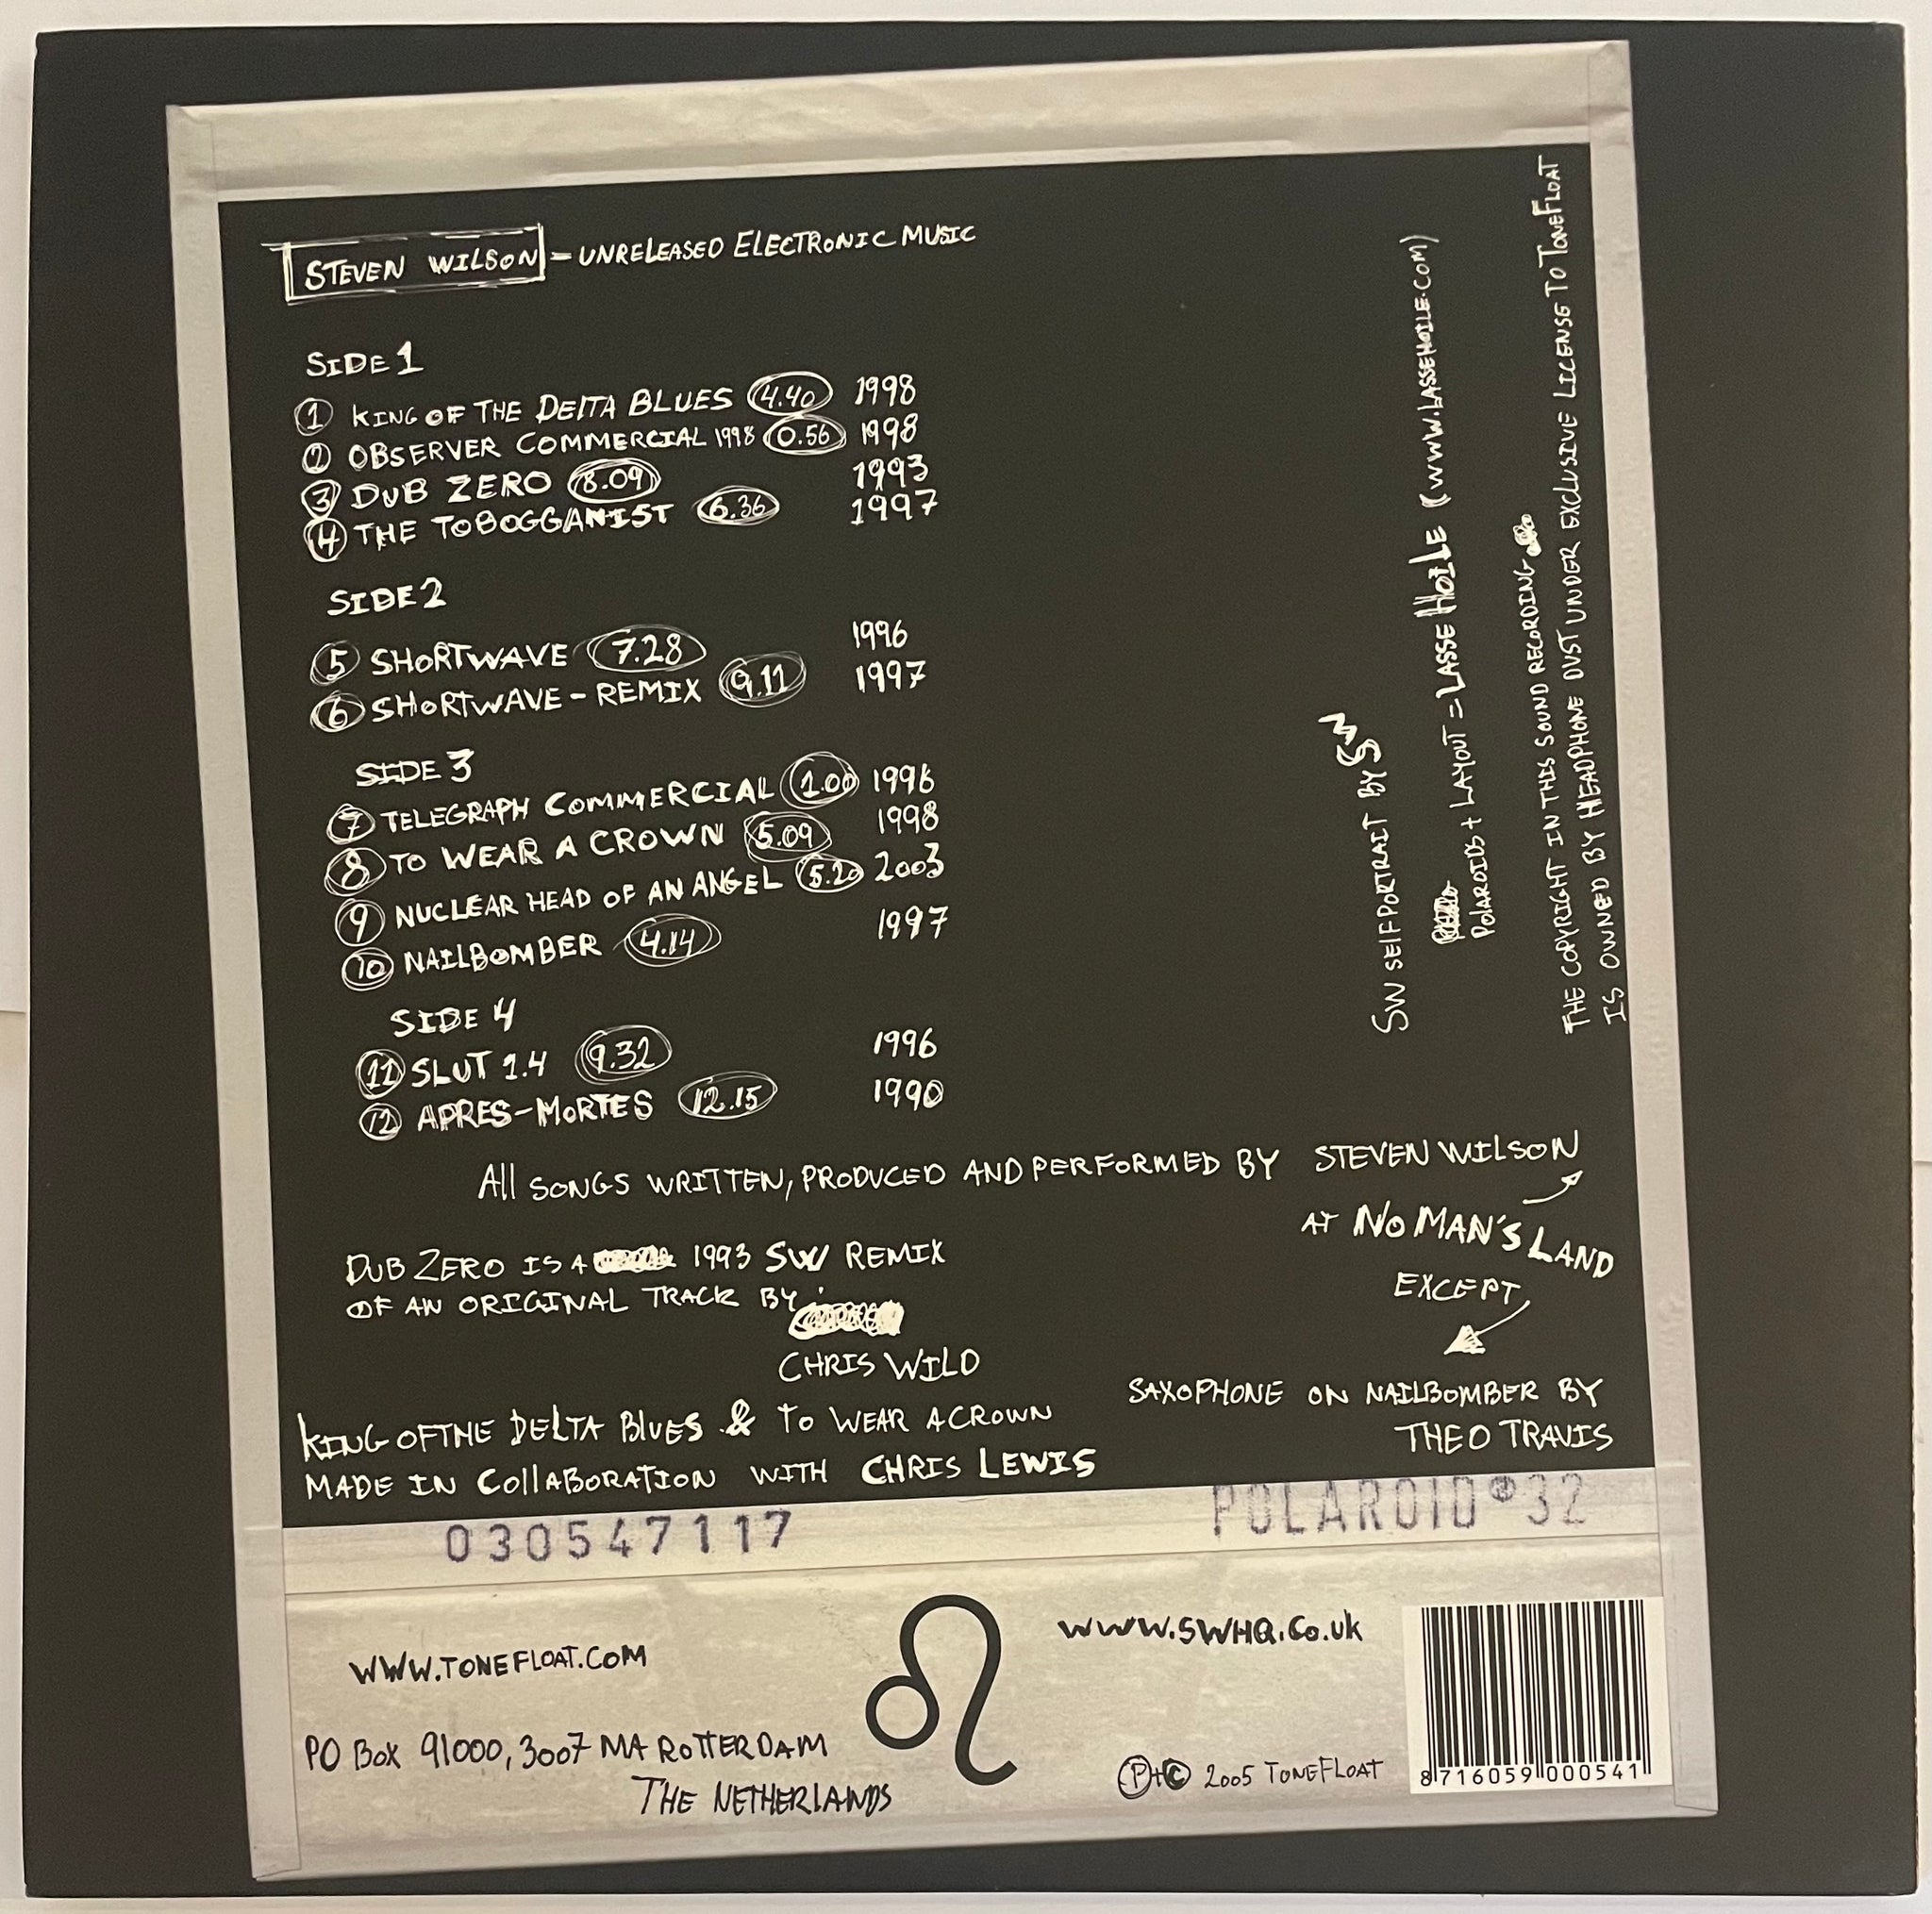 STEVEN WILSON = UNRELEASED ELECTRONIC MUSIC
SIDE 1
1 KING OF THE DELTA BLUES 4.40 1998
2 OBSERVER COMMERCIAL 1998 0.56 1998
3 DUB ZERO 8.09 1993
4 THE TOBOGGANIST 6.36 1997
SIDE 2
5 SHORTWAVE 7.28 1996
6 SHORTWAVE - REMIX 9.11 1997
SIDE 3
7 TELEGRAPH COMMERCIAL 1.00 1996
8 TO WEAR A CROWN 5.09 1998
9 NUCLEAR HEAD OF AN ANGEL 5.20 2003
10 NAILBOMBER 4.14 1997
SIDE 4
11 SLUT 1.4 9.32 1996
12 APRES-MORTES 12.15 1990
All SONGS WRITTEN, PRODUCED AND PERFORMED BY STEVEN WILSON
AT NO MAN'S LAND
EXCEPT
SAXOPHONE ON NAILBOMBER BY
THEO TRAVIS
DUB ZERO IS A 1993 SW REMIX
OF AN ORIGINAL TRACK BY:
CHRIS WILD
KING OF THE DELTA BLUES & TO WEAR A CROWN
MADE IN COLLABORATION WITH CHRIS LEWIS
SW SELFPORTRAIT BY SW
POLAROIDS + LAYOUT = LASSE HOILE (WWW.LASSEHOILE.COM)
THE COPYRIGHT IN THIS SOUND RECORDING
IS OWNED BY HEADPHONE DUST UNDER EXCLUSIVE LICENSE TO TONEFLOAT
030547117
POLAROID 32
WWW.TONEFLOAT.COM
WWW.SWHQ.Co.uk
PO Box 91000, 3007 MA ROTTERDAM
THE NETHERLANDS
P+C 2005 TONEFLOAT
8 716059 000541